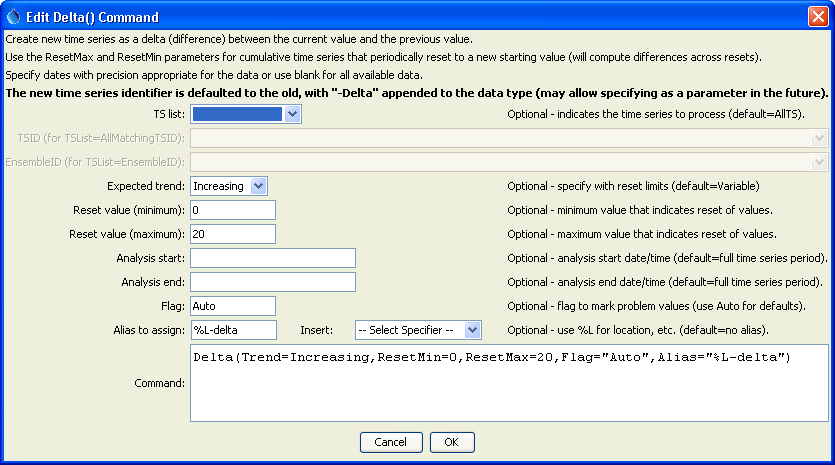 Edit Delta() Command
Create new time series as a delta (difference) between the current value and the previous value.
Use the ResetMax and ResetMin parameters for cumulative time series that periodically reset to a new starting value (will compute differences across resets).
Specify dates with precision appropriate for the data or use blank for all available data.
The new time series identifier is defaulted to the old, with "-Delta" appended to the data type (may allow specifying as a parameter in the future).
TS list: Optional - indicates the time series to process (default=AllTS).
TSID (for TSList=AllMatchingTSID):
EnsembleID (for TSList=EnsembleID):
Expected trend: Increasing Optional - specify with reset limits (default=Variable)
Reset value (minimum): 0 Optional - minimum value that indicates reset of values.
Reset value (maximum): 20 Optional - maximum value that indicates reset of values.
Analysis start: Optional - analysis start date/time (default=full time series period).
Analysis end: Optional - analysis end date/time (default=full time series period).
Flag: Auto Optional - flag to mark problem values (use Auto for defaults).
Alias to assign: %L-delta Insert: -- Select Specifier -- Optional - use %L for location, etc. (default=no alias).
Command: Delta(Trend=Increasing,ResetMin=0,ResetMax=20,Flag="Auto",Alias="%L-delta")
Cancel OK